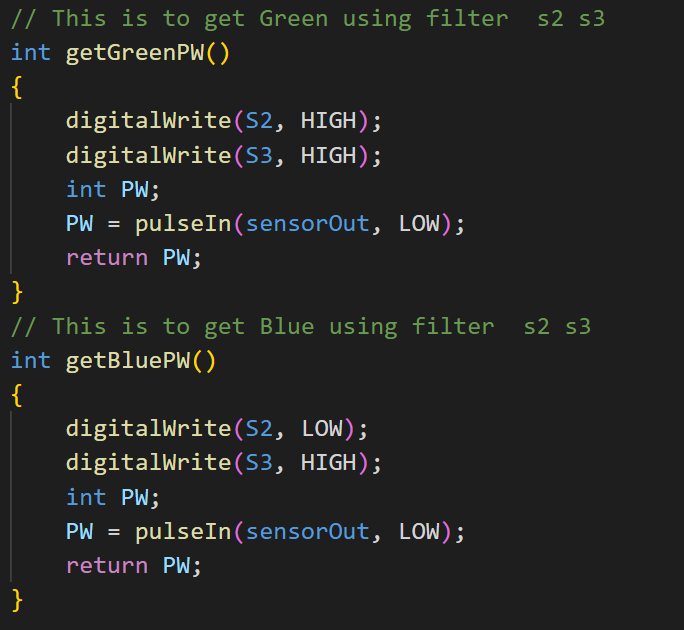 // This is to get Green using filter  s2 s3
int getGreenPW()
{
    digitalWrite(S2, HIGH);
    digitalWrite(S3, HIGH);
    int PW;
    PW = pulseIn(sensorOut, LOW);
    return PW;
}
// This is to get Blue using filter  s2 s3
int getBluePW()
{
    digitalWrite(S2, LOW);
    digitalWrite(S3, HIGH);
    int PW;
    PW = pulseIn(sensorOut, LOW);
    return PW;
}